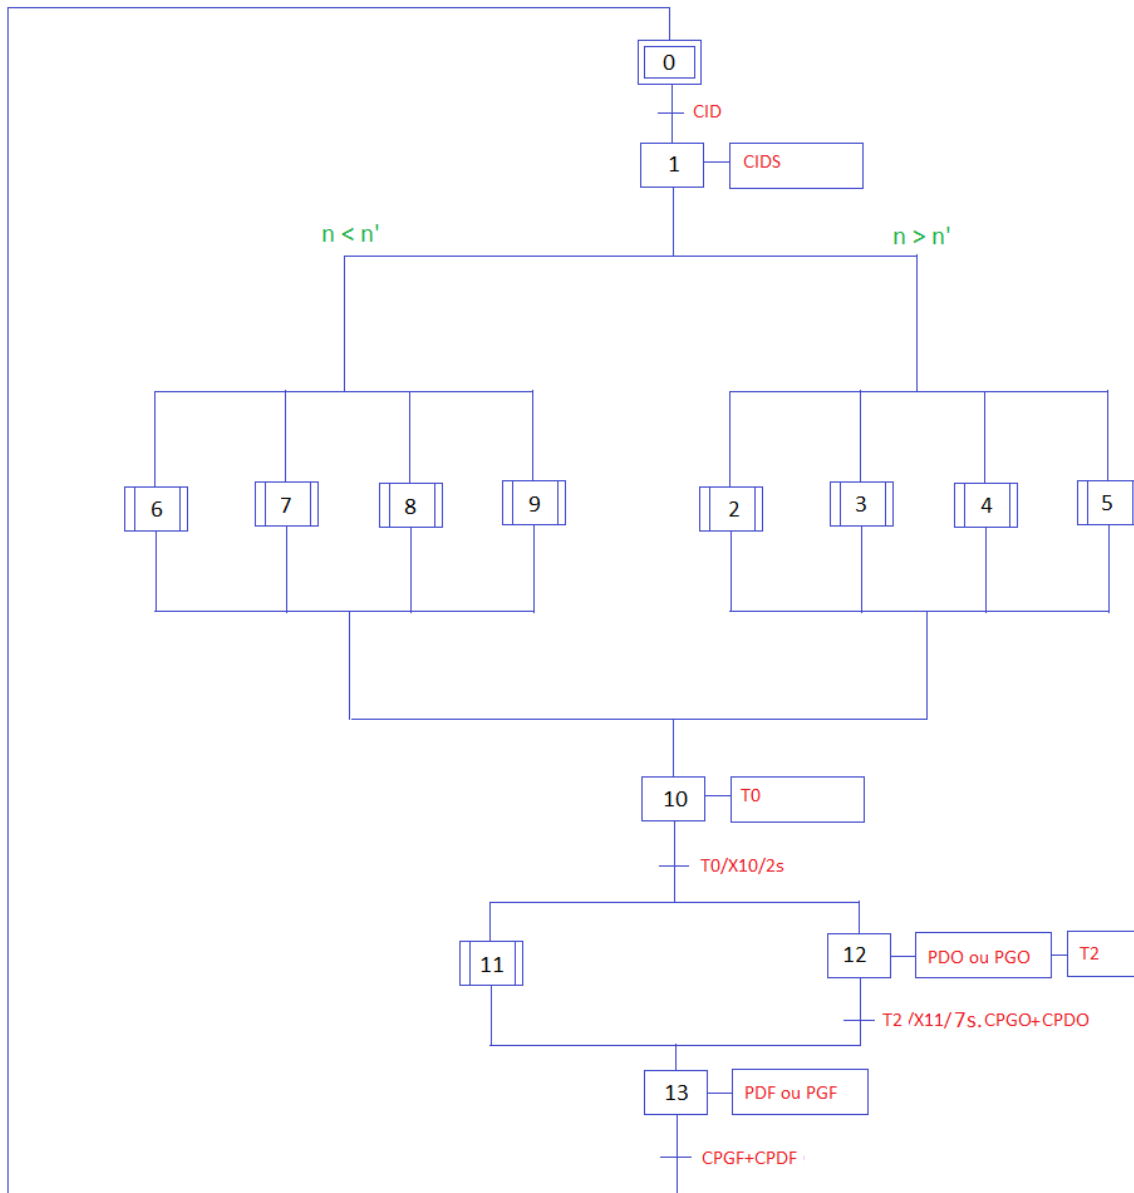 0
CID
1
CIDS
n < n'
n > n'
6
7
8
9
2
3
4
5
10
T0
T0/X10/2s
11
12
PDO ou PGO
T2
T2 /X11/7s.CPGO+CPDO
13
PDF ou PGF
CPGF+CPDF